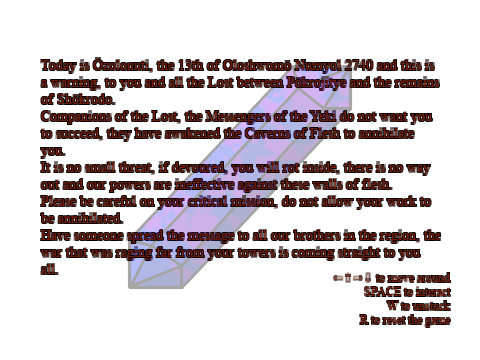 Today is Özoloouti, the 13th of Oloshwomö Nunyol 2740 and this is
a warning, to you and all the Lost between Pökrojitye and the remains
of Shökrodo.
Companions of the Lost, the Messengers of the Yeki do not want you
to succeed, they have awakened the Caverns of Flesh to annihilate
you.
It is no small threat, if devoured, you will rot inside, there is no way
out and our powers are ineffective against these walls of flesh.
Please be careful on your critical mission, do not allow your work to
be annihilated.
Have someone spread the message to all our brothers in the region, the
war that was raging far from your towers is coming straight to you
all.
⇦⇧⇨⇩ to move around
SPACE to interact
W to unstuck
R to reset the game